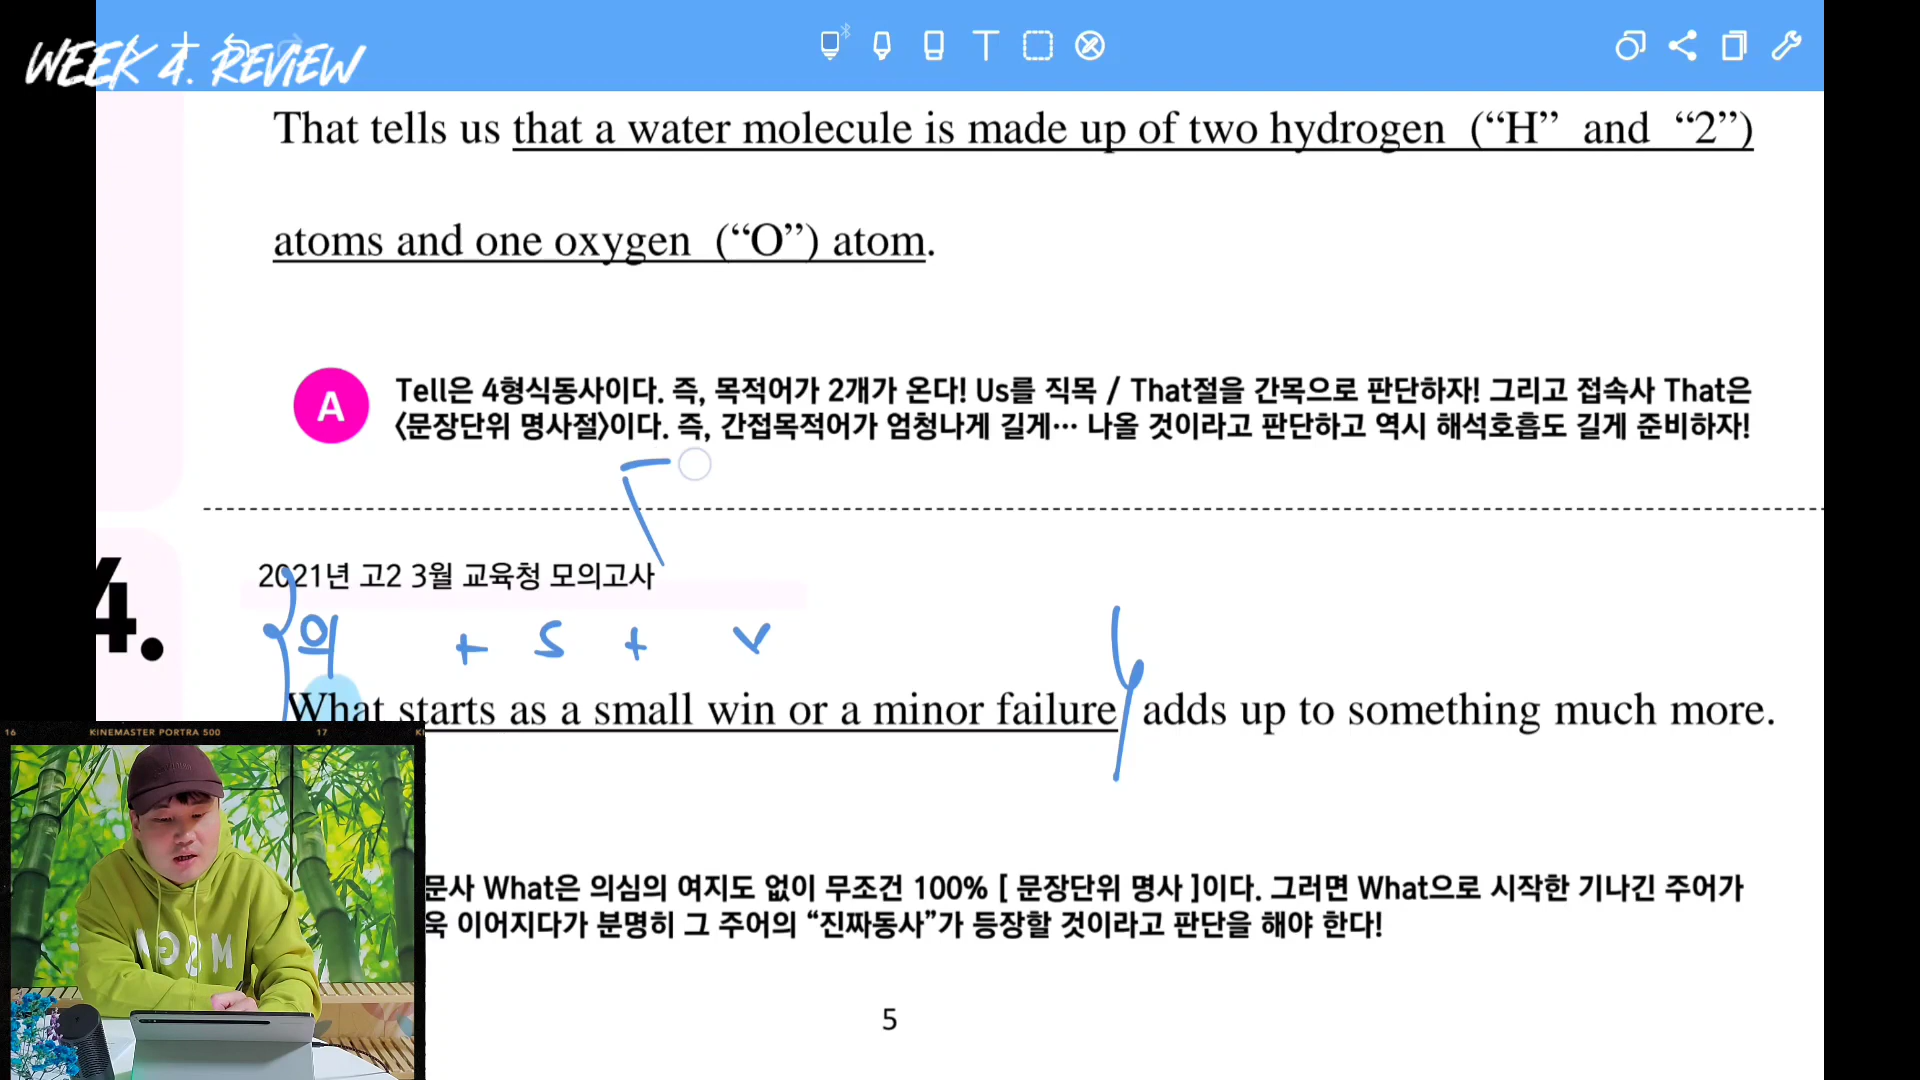 WEEK 4. REVIEW
That tells us that a water molecule is made up of two hydrogen (“H” and “2”)
atoms and one oxygen (“O”) atom.
A
Tell은 4형식동사이다. 즉, 목적어가 2개가 온다! Us를 직목 / That절을 간목으로 판단하자! 그리고 접속사 That은
<문장단위 명사절>이다. 즉, 간접목적어가 엄청나게 길게… 나올 것이라고 판단하고 역시 해석호흡도 길게 준비하자!
2021년 고2 3월 교육청 모의고사
4.
의 + S + v
What starts as a small win or a minor failure adds up to something much more.
16 KINEMASTER PORTRA 500 17
문사 What은 의심의 여지도 없이 무조건 100% [ 문장단위 명사 ]이다. 그러면 What으로 시작한 기나긴 주어가
욱 이어지다가 분명히 그 주어의 “진짜동사”가 등장할 것이라고 판단을 해야 한다!
5